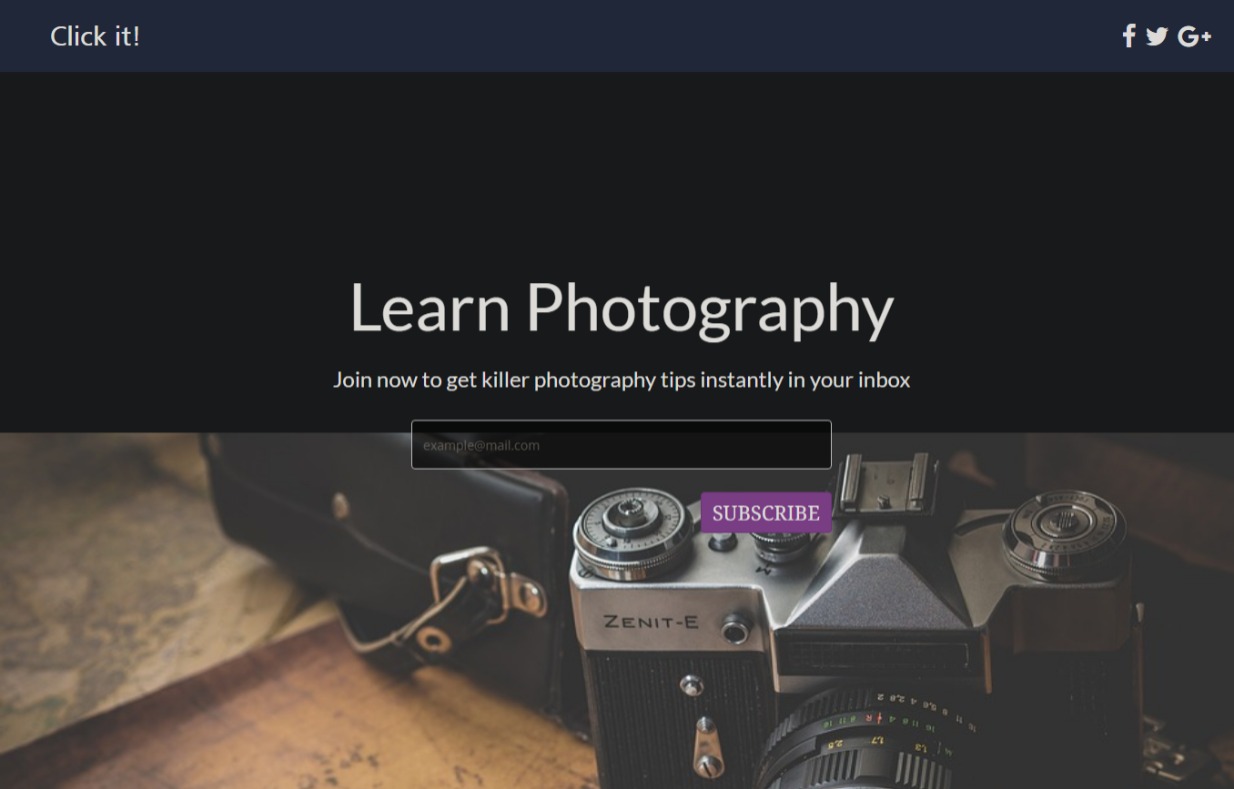 Click it!
Learn Photography
Join now to get killer photography tips instantly in your inbox
example@mail.com
SUBSCRIBE
ZENIT-E